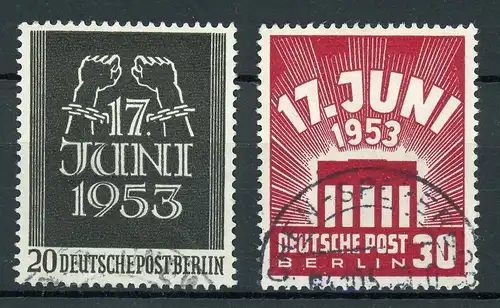 17.
JUNI
1953
20 DEUTSCHE POST·BERLIN
17. JUNI
1953
DEUTSCHE POST
BERLIN 30